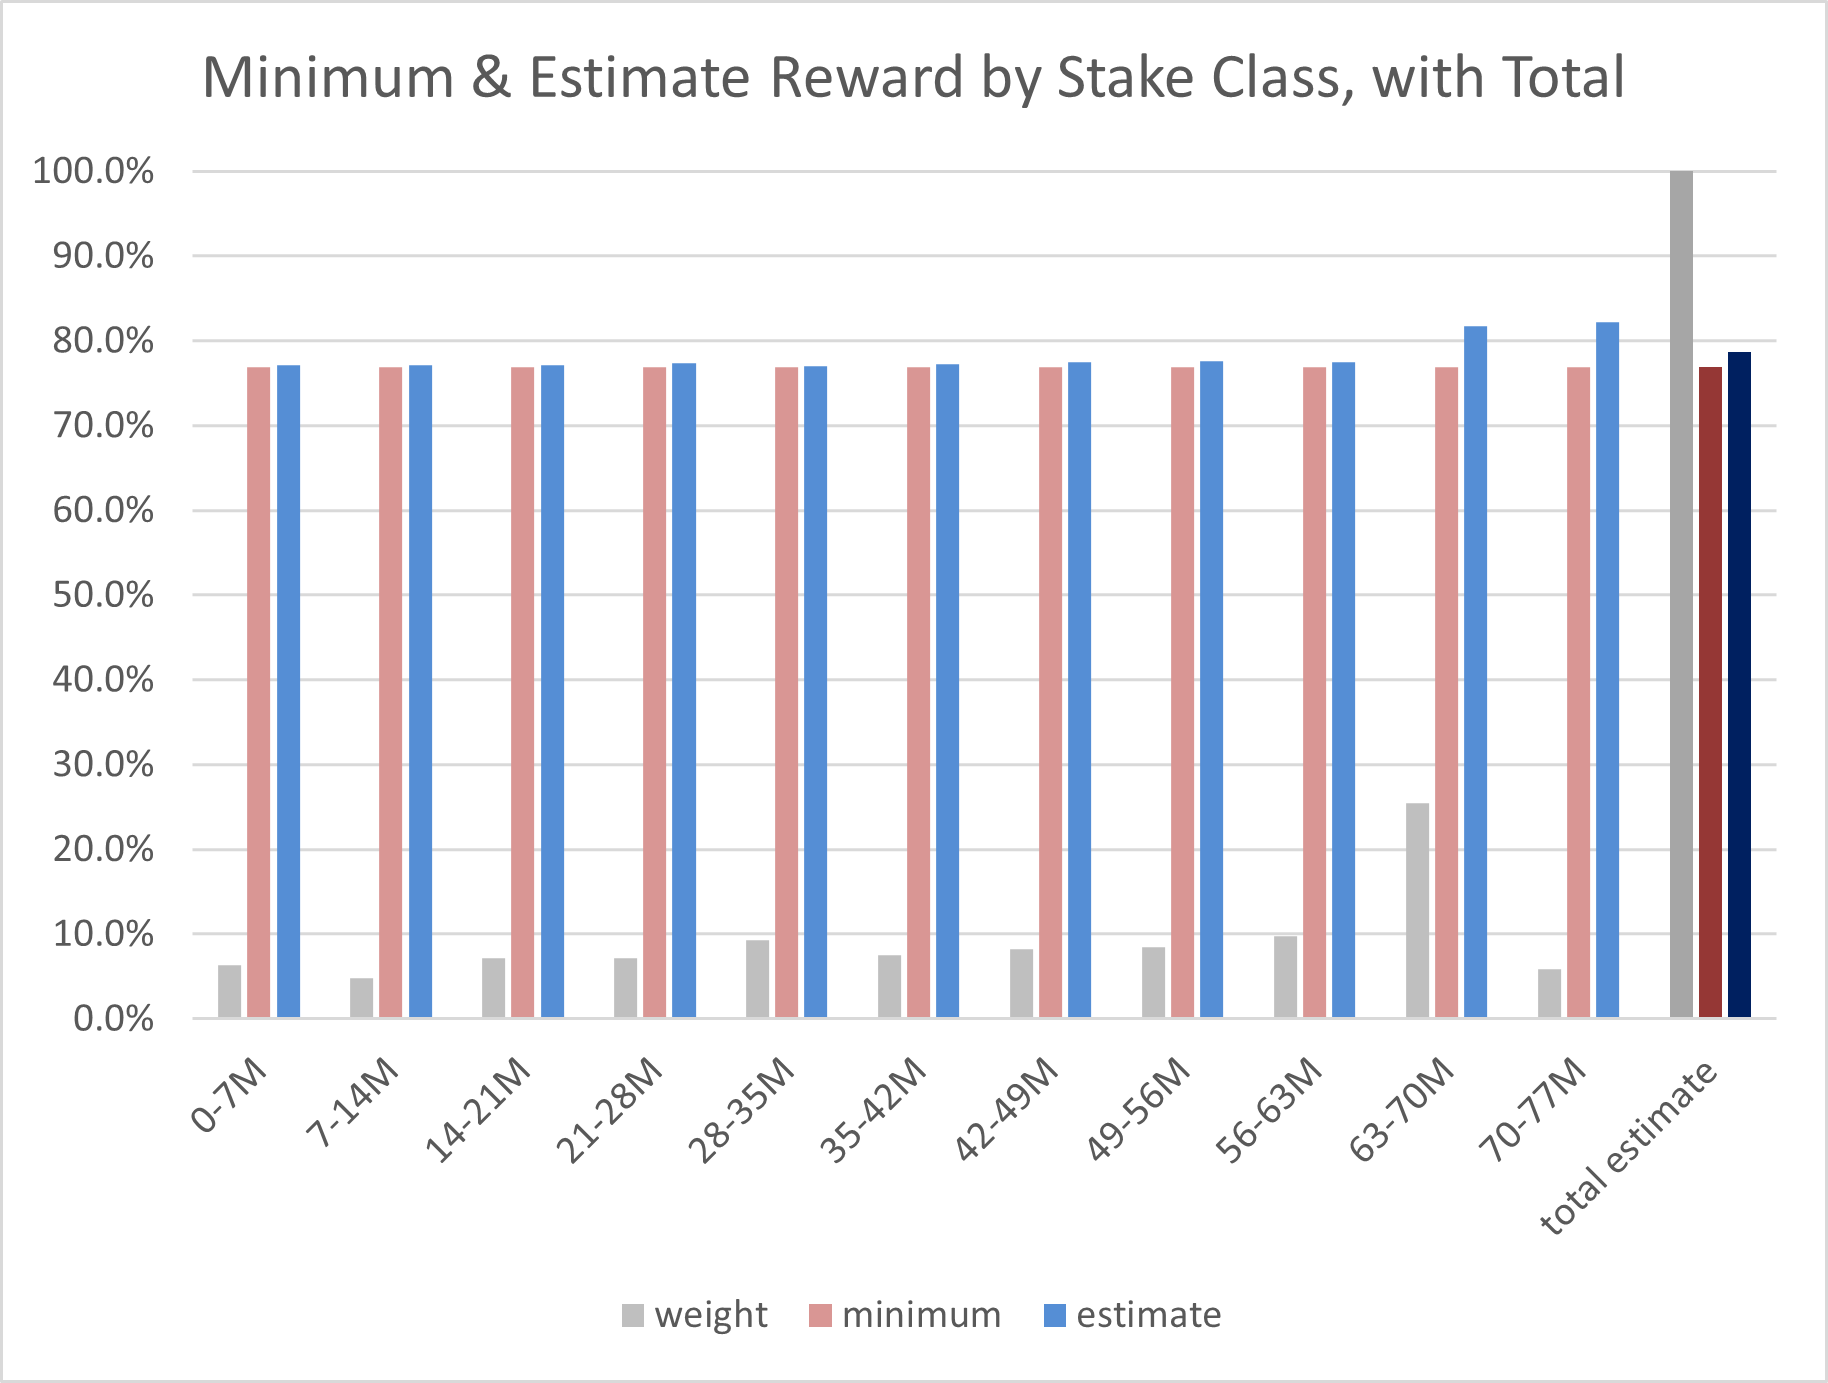 Minimum & Estimate Reward by Stake Class, with Total
100.0%
90.0%
80.0%
70.0%
60.0%
50.0%
40.0%
30.0%
20.0%
10.0%
0.0%
0-7M
7-14M
14-21M
21-28M
28-35M
35-42M
42-49M
49-56M
56-63M
63-70M
70-77M
total estimate
weight
minimum
estimate